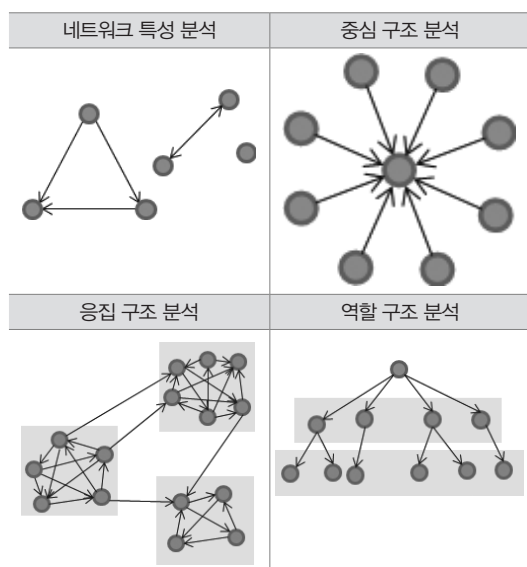 네트워크 특성 분석
중심 구조 분석
응집 구조 분석
역할 구조 분석